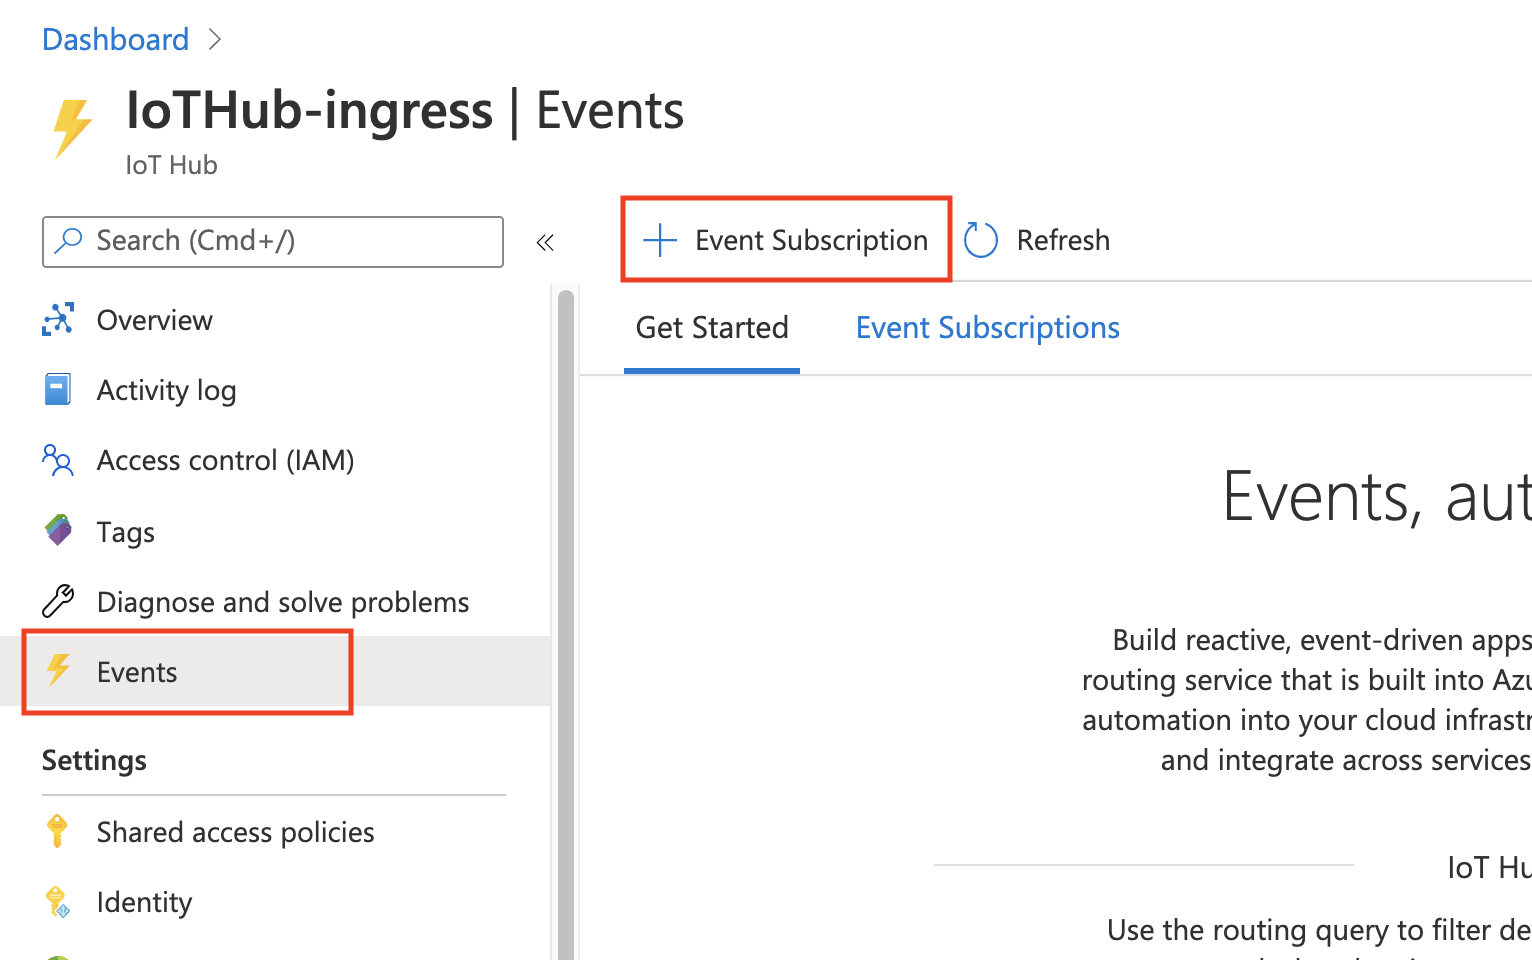 Dashboard
IoTHub-ingress | Events
IoT Hub
Search (Cmd+/)
Overview
Activity log
Access control (IAM)
Tags
Diagnose and solve problems
Events
Settings
Shared access policies
Identity
Event Subscription
Refresh
Get Started
Event Subscriptions
Events, aut
Build reactive, event-driven apps
routing service that is built into Azu
automation into your cloud infrastr
and integrate across services
IoT Hu
Use the routing query to filter de